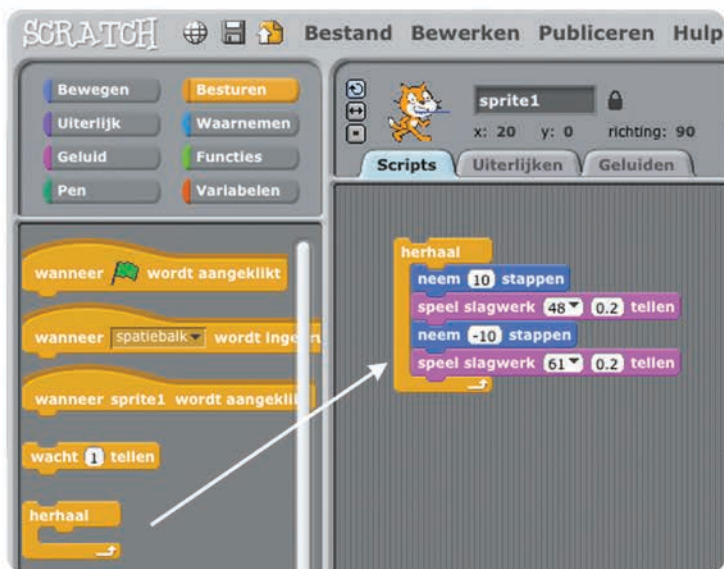 SCRATCH Bestand Bewerken Publiceren Hulp
Bewegen Besturen
Uiterlijk Waarnemen
Geluid Functies
Pen Variabelen
sprite1
x: 20 y: 0 richting: 90
Scripts Uiterlijken Geluiden
wanneer wordt aangeklikt
wanneer spatiebalk wordt
wanneer sprite1 wordt
wacht 1 tellen
herhaal
herhaal
neem 10 stappen
speel slagwerk 48 0.2 tellen
neem -10 stappen
speel slagwerk 61 0.2 tellen